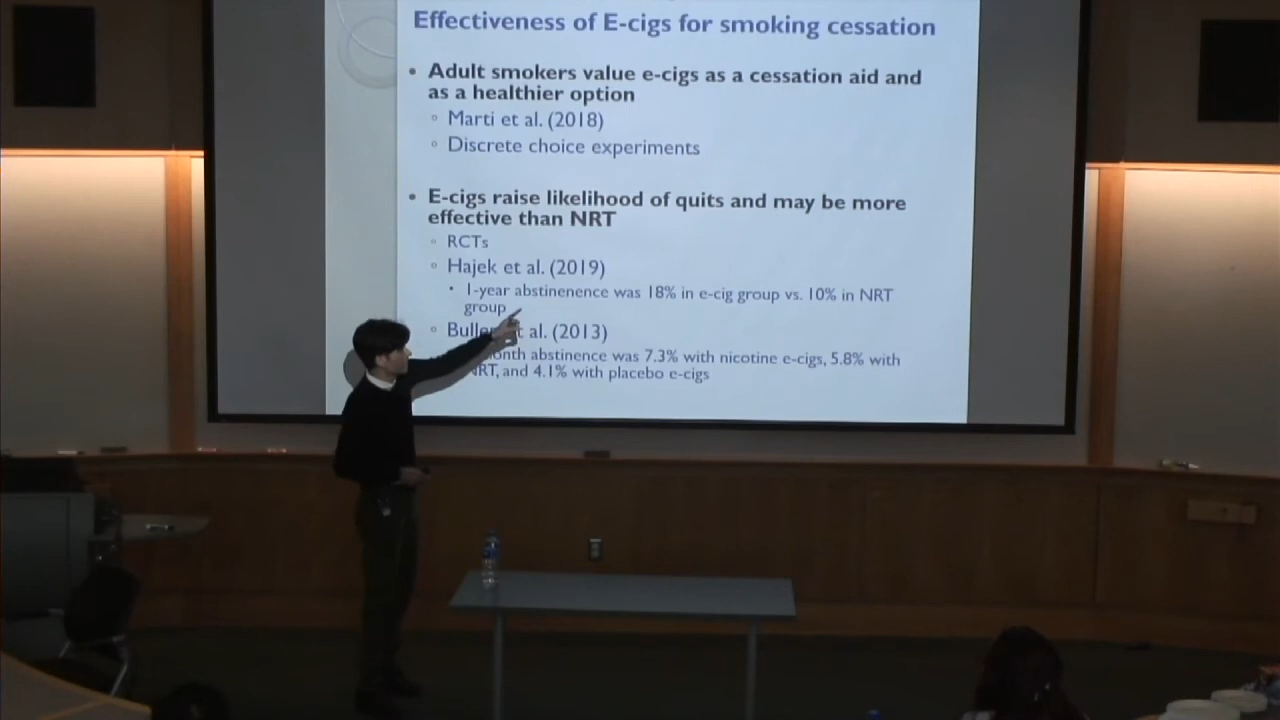 Effectiveness of E-cigs for smoking cessation
• Adult smokers value e-cigs as a cessation aid and
as a healthier option
◦ Marti et al. (2018)
◦ Discrete choice experiments
• E-cigs raise likelihood of quits and may be more
effective than NRT
◦ RCTs
◦ Hajek et al. (2019)
• 1-year abstinenence was 18% in e-cig group vs. 10% in NRT
group
◦ al. (2013)
abstinence was 7.3% with nicotine e-cigs, 5.8% with
and 4.1% with placebo e-cigs